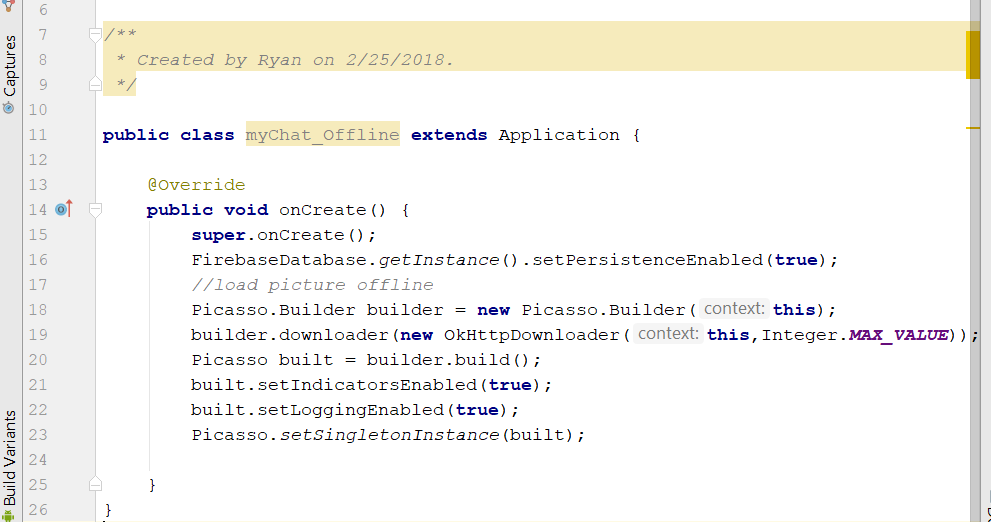 Captures
Build Variants
6
7 /**
8 * Created by Ryan on 2/25/2018.
9 */
10
11 public class myChat_Offline extends Application {
12
13 @Override
14 public void onCreate() {
15 super.onCreate();
16 FirebaseDatabase.getInstance().setPersistenceEnabled(true);
17 //load picture offline
18 Picasso.Builder builder = new Picasso.Builder( context: this);
19 builder.downloader(new OkHttpDownloader( context: this,Integer.MAX_VALUE));
20 Picasso built = builder.build();
21 built.setIndicatorsEnabled(true);
22 built.setLoggingEnabled(true);
23 Picasso.setSingletonInstance(built);
24
25 }
26 }